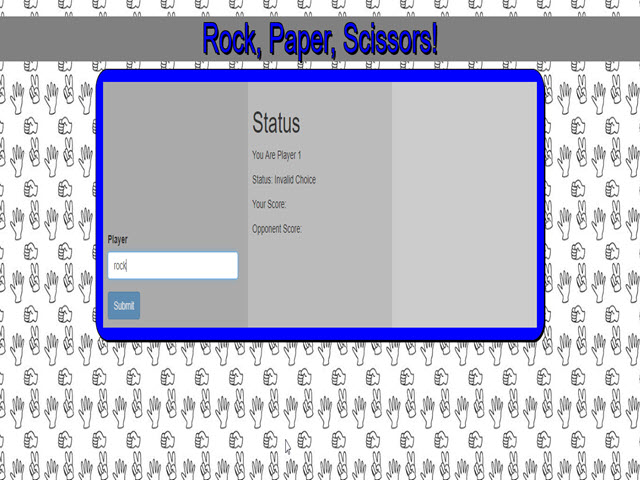 Rock, Paper, Scissors!
Player
rock
Submit
Status
You Are Player 1
Status: Invalid Choice
Your Score:
Opponent Score: